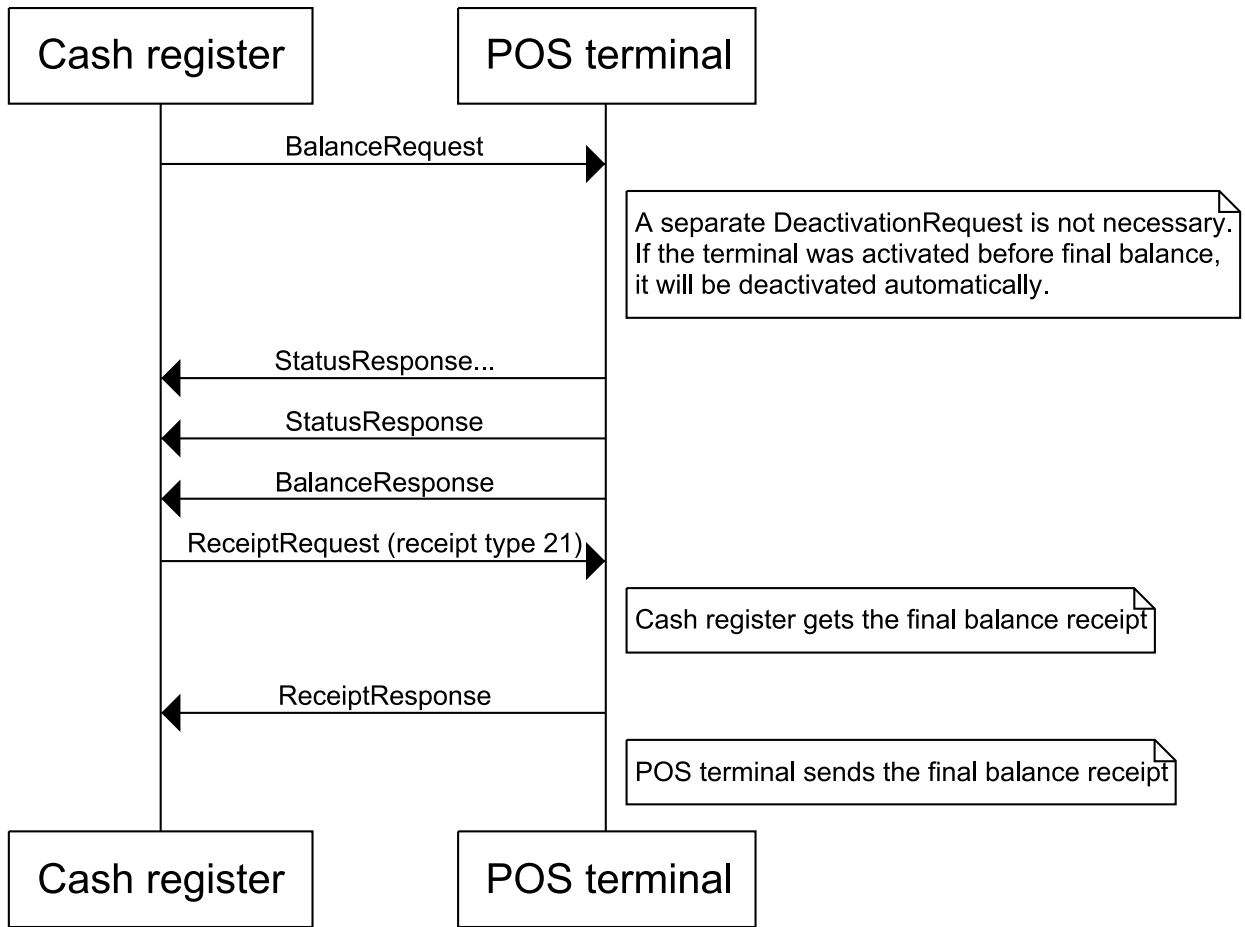 Cash register
POS terminal
BalanceRequest
A separate DeactivationRequest is not necessary.
If the terminal was activated before final balance,
it will be deactivated automatically.
StatusResponse...
StatusResponse
BalanceResponse
ReceiptRequest (receipt type 21)
Cash register gets the final balance receipt
ReceiptResponse
POS terminal sends the final balance receipt
Cash register
POS terminal